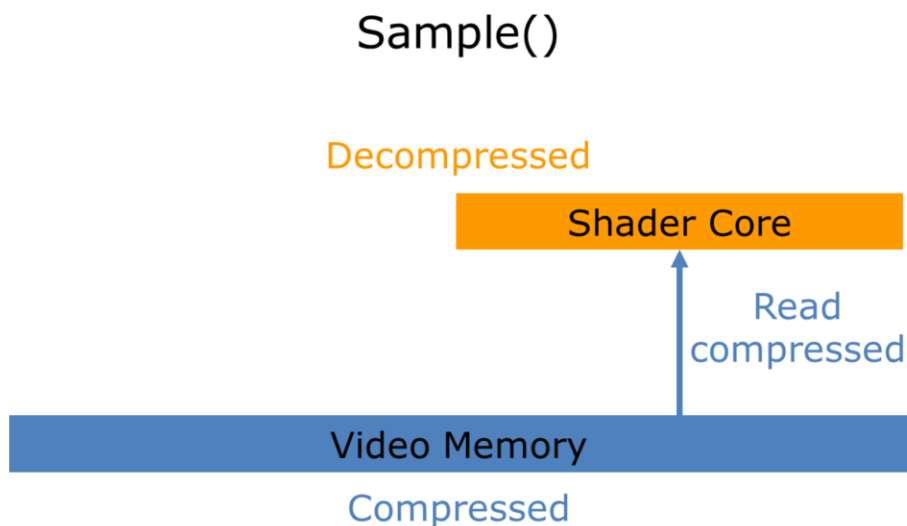 Sample()
Decompressed
Shader Core
Read
compressed
Video Memory
Compressed